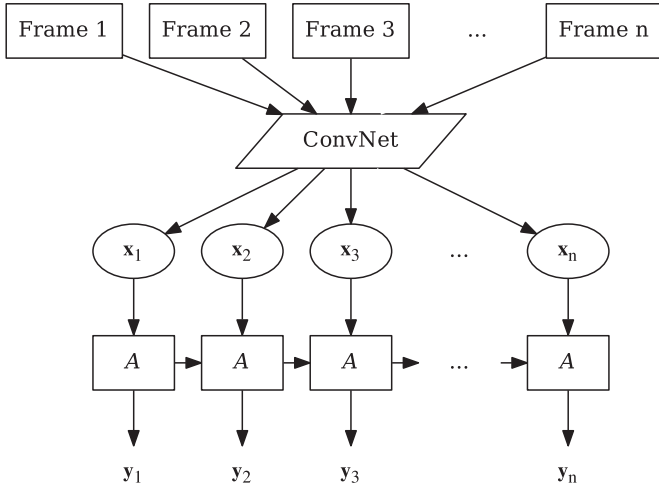 Frame 1 Frame 2 Frame 3 ... Frame n
ConvNet
x₁ x₂ x₃ ... xₙ
A A A ... A
y₁ y₂ y₃ yₙ